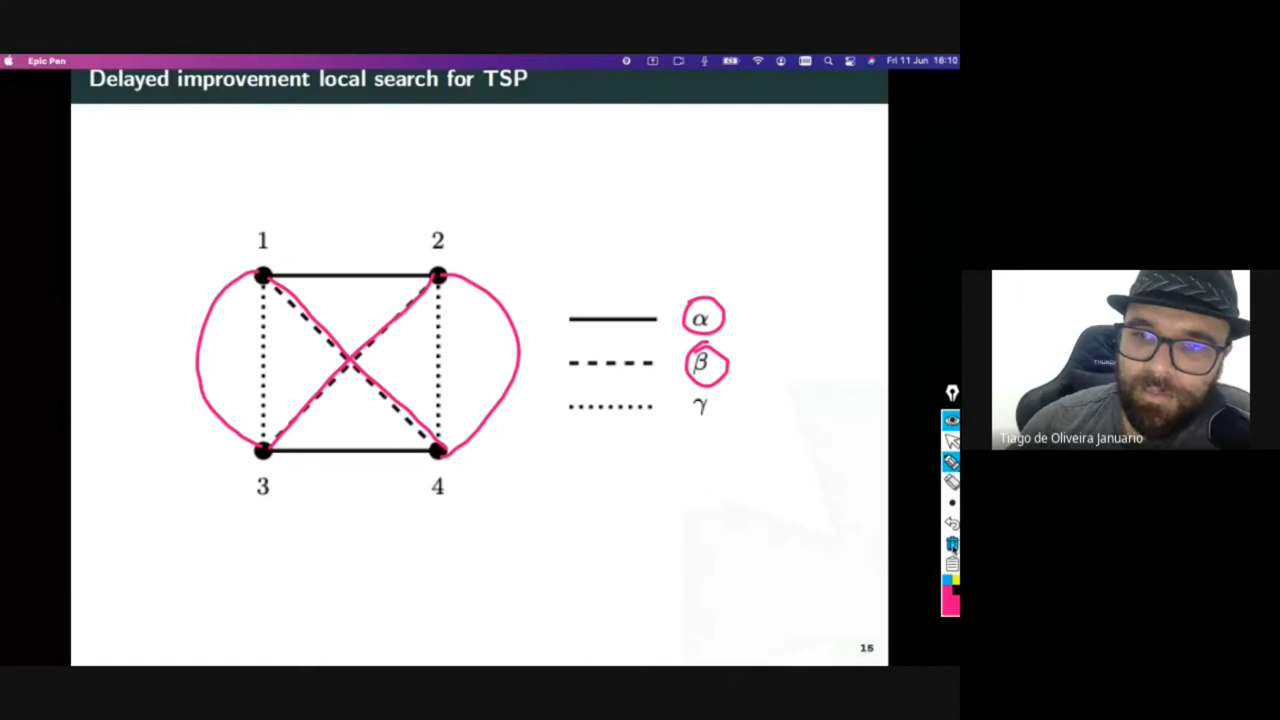 Epic Pen
Fri 11 Jun 18:10
Delayed improvement local search for TSP
1
2
α
β
γ
3
4
15
Tiago de Oliveira Januario